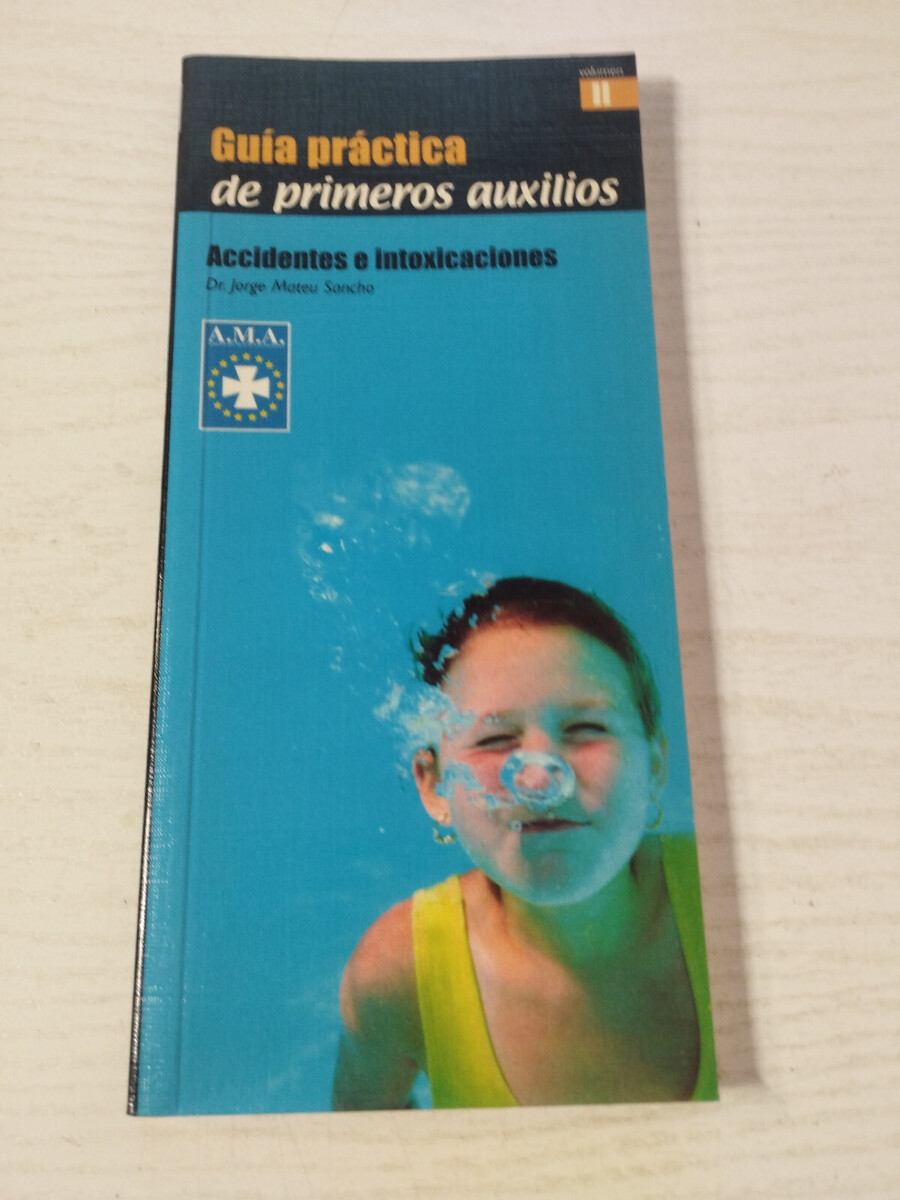 volumen
II
Guía práctica
de primeros auxilios
Accidentes e intoxicaciones
Dr. Jorge Mateu Sancho
A.M.A.